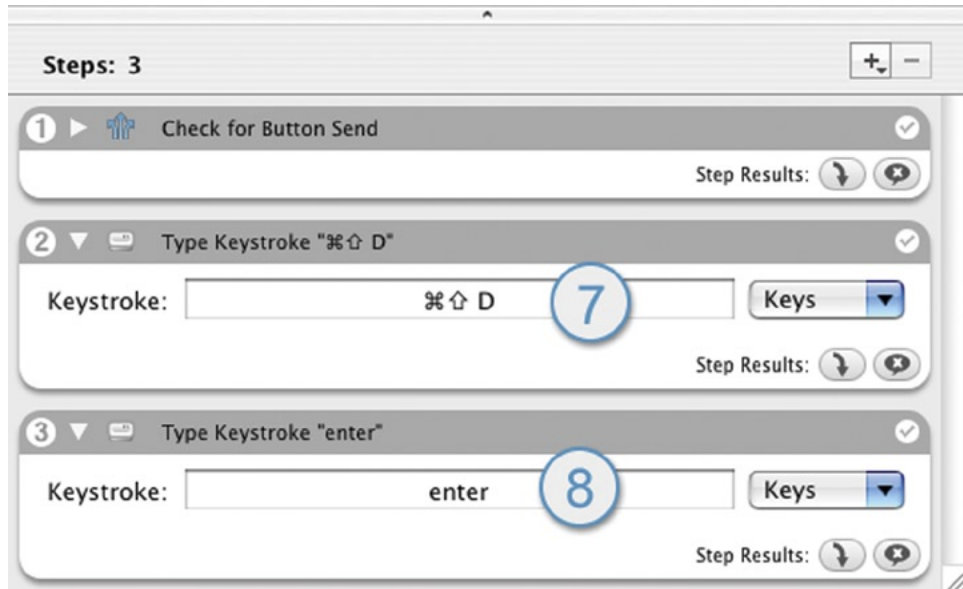 Steps: 3
1 Check for Button Send
Step Results:
2 Type Keystroke "⌘⇧ D"
Keystroke: ⌘⇧ D 7 Keys
Step Results:
3 Type Keystroke "enter"
Keystroke: enter 8 Keys
Step Results: